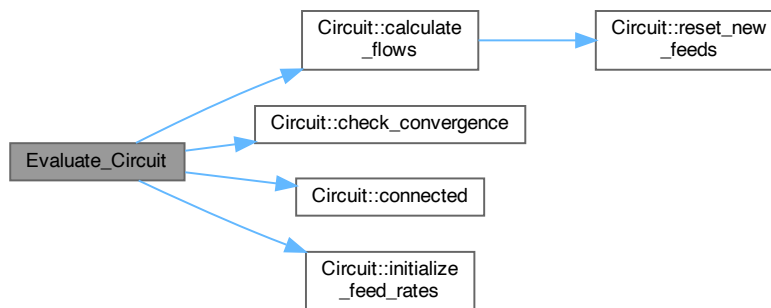 Circuit::calculate
_flows
Circuit::reset_new
_feeds
Circuit::check_convergence
Evaluate_Circuit
Circuit::connected
Circuit::initialize
_feed_rates